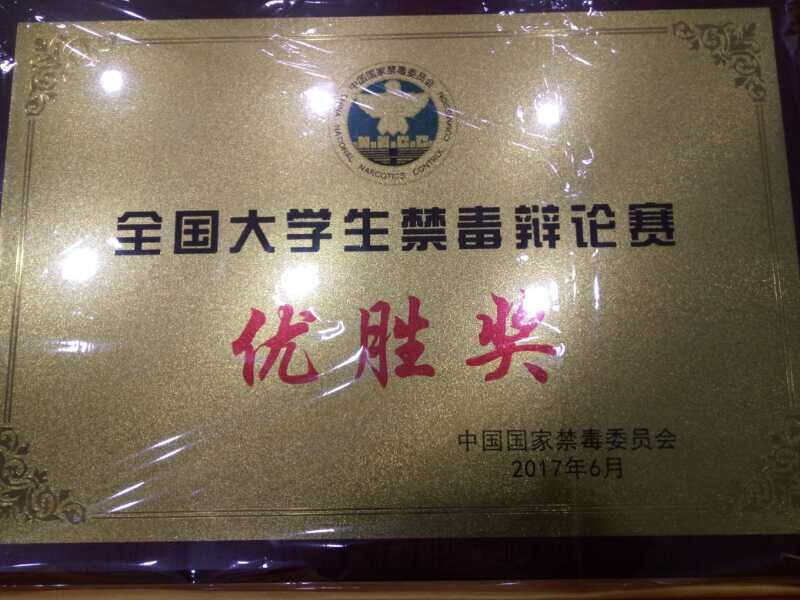 中国国家禁毒委员会
N.N.C.C
CHINA NATIONAL NARCOTICS CONTROL COMMISSION
全国大学生禁毒辩论赛
优胜奖
中国国家禁毒委员会
2017年6月